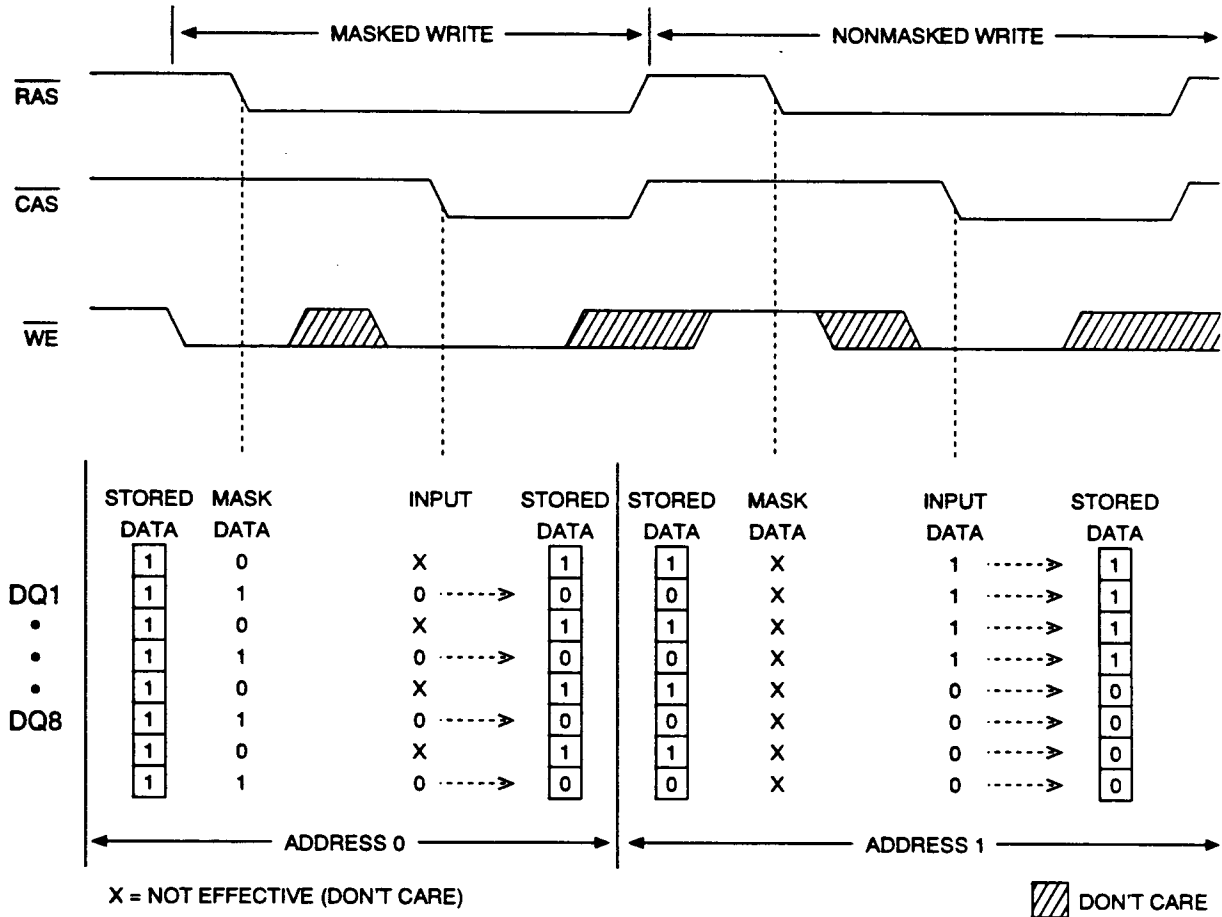 MASKED WRITE NONMASKED WRITE
RAS
CAS
WE
STORED MASK INPUT STORED STORED MASK INPUT STORED
DATA DATA DATA DATA DATA DATA DATA
1 0 X 1 1 X 1 1
DQ1 1 1 0 0 0 X 1 1
• 1 0 X 1 1 X 1 1
• 1 1 0 0 0 X 1 1
• 1 0 X 1 1 X 0 0
DQ8 1 1 0 0 0 X 0 0
1 0 X 1 1 X 0 0
1 1 0 0 0 X 0 0
ADDRESS 0 ADDRESS 1
X = NOT EFFECTIVE (DON'T CARE) DON'T CARE